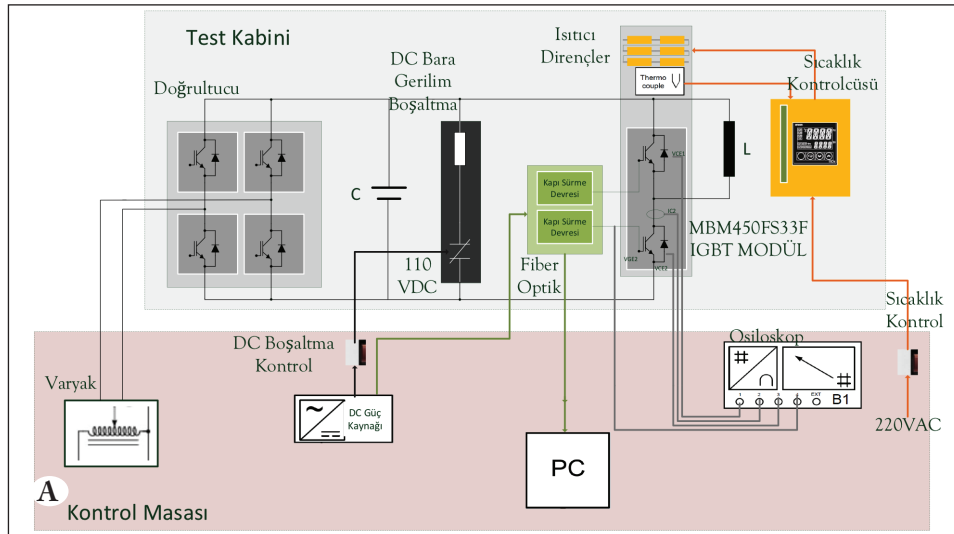 Test Kabini
Doğrultucu
DC Bara
Gerilim
Boşaltma
Isıtıcı
Dirençler
Thermo
couple
Sıcaklık
Kontrolcüsü
C
L
Kapı Sürme
Devresi
Kapı Sürme
Devresi
VCE1
IC2
VGE2
VCE2
MBM450FS33F
IGBT MODÜL
110
VDC
Fiber
Optik
Sıcaklık
Kontrol
DC Boşaltma
Kontrol
Osiloskop
Varyak
DC Güç
Kaynağı
1 2 3 4 EXT
B1
220VAC
PC
A
Kontrol Masası